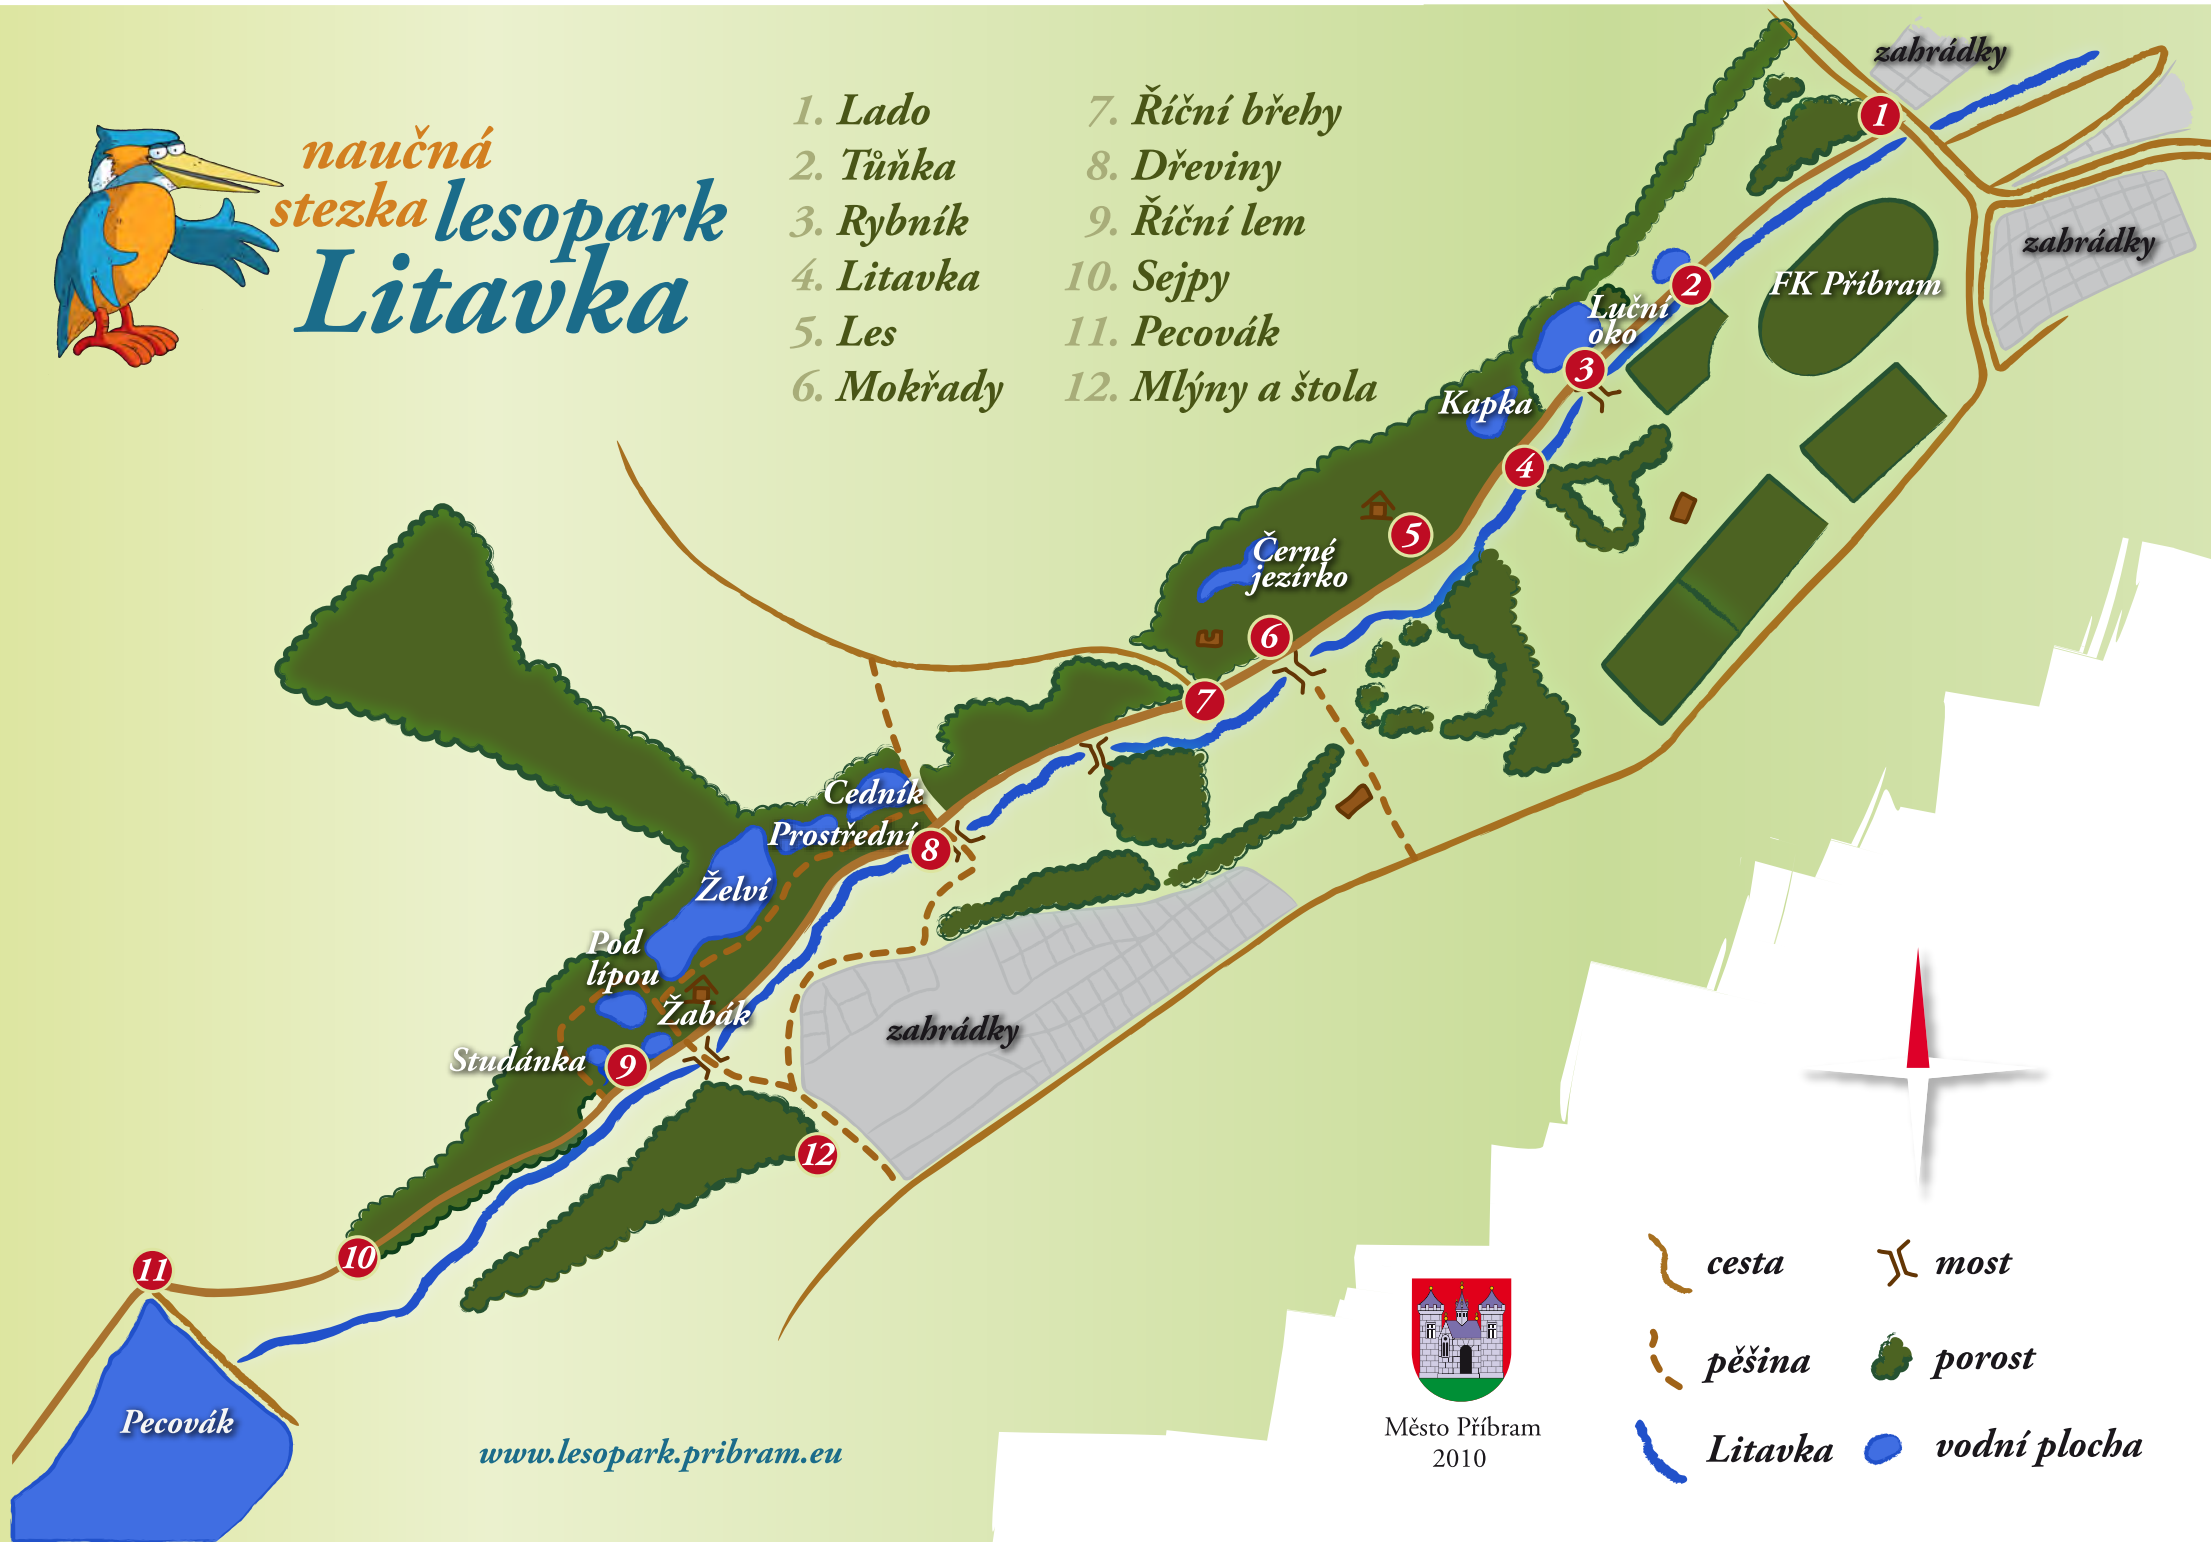 naučná
stezka lesopark
Litavka
1. Lado
2. Tůňka
3. Rybník
4. Litavka
5. Les
6. Mokřady
7. Říční břehy
8. Dřeviny
9. Říční lem
10. Sejpy
11. Pecovák
12. Mlýny a štola
zahrádky
1
zahrádky
2
FK Příbram
Luční
oko
3
Kapka
4
5
Černé
jezírko
6
7
Cedník
Prostřední
8
Želví
Pod
lípou
Žabák
zahrádky
Studánka
9
12
10
11
Pecovák
www.lesopark.pribram.eu
Město Příbram
2010
cesta
most
pěšina
porost
Litavka
vodní plocha